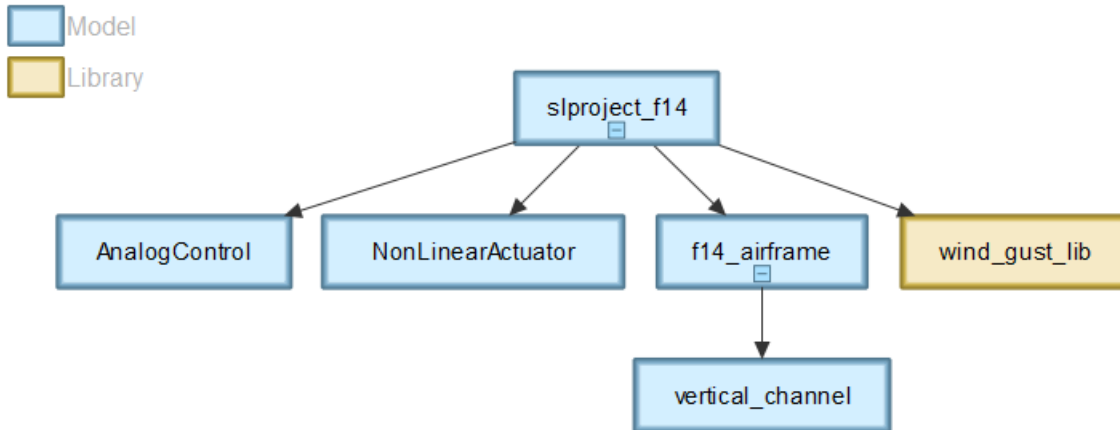 Model
Library
slproject_f14
AnalogControl
NonLinearActuator
f14_airframe
wind_gust_lib
vertical_channel